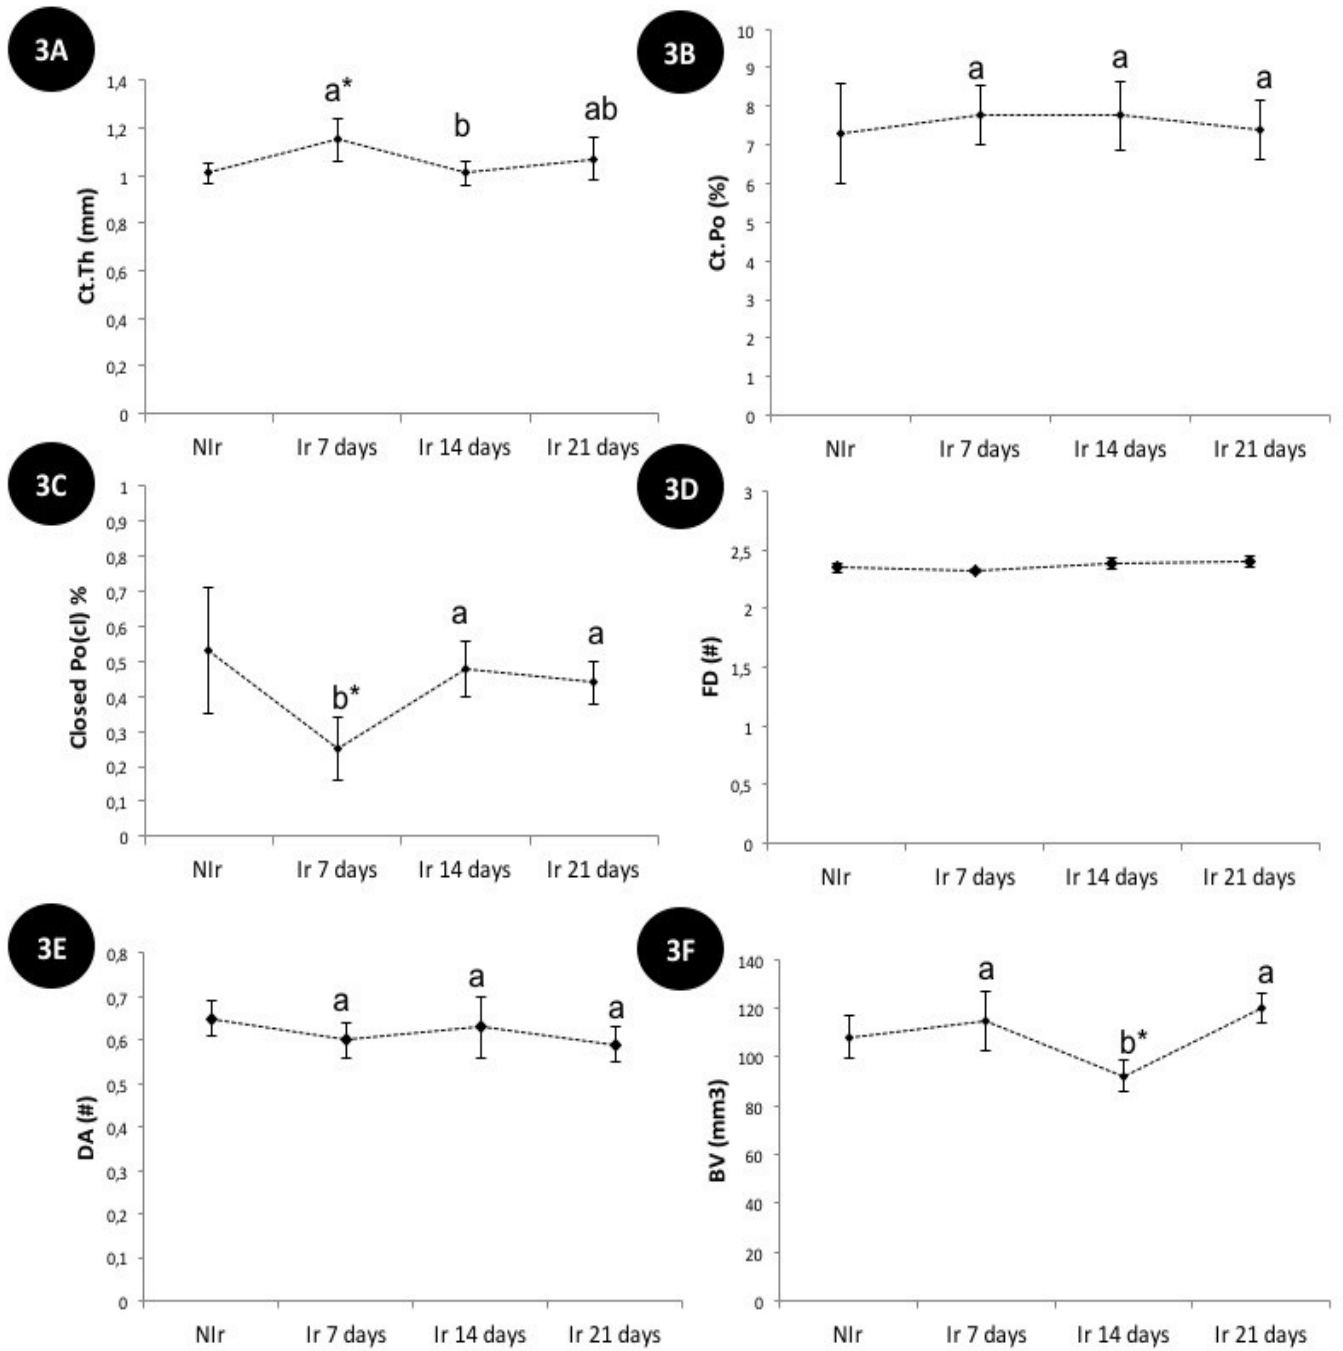 3A
Ct.Th (mm)
1,4
1,2
1
0,8
0,6
0,4
0,2
0
a*
b
ab
NIr Ir 7 days Ir 14 days Ir 21 days
3B
Ct.Po (%)
10
9
8
7
6
5
4
3
2
1
0
a
a
a
NIr Ir 7 days Ir 14 days Ir 21 days
3C
Closed Po(cl) %
1
0,9
0,8
0,7
0,6
0,5
0,4
0,3
0,2
0,1
0
b*
a
a
NIr Ir 7 days Ir 14 days Ir 21 days
3D
FD (#)
3
2,5
2
1,5
1
0,5
0
NIr Ir 7 days Ir 14 days Ir 21 days
3E
DA (#)
0,8
0,7
0,6
0,5
0,4
0,3
0,2
0,1
0
a
a
a
NIr Ir 7 days Ir 14 days Ir 21 days
3F
BV (mm3)
140
120
100
80
60
40
20
0
a
b*
a
NIr Ir 7 days Ir 14 days Ir 21 days